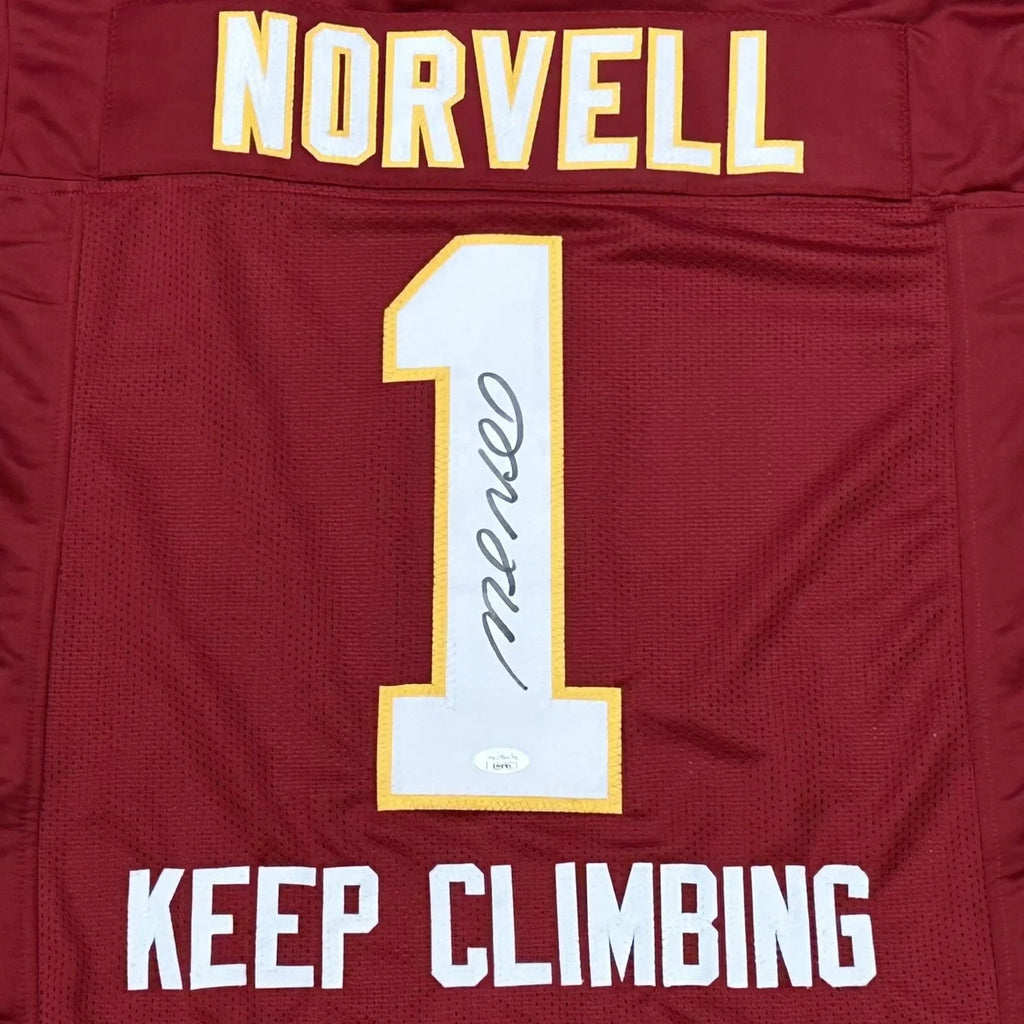 NORVELL
1
KEEP CLIMBING